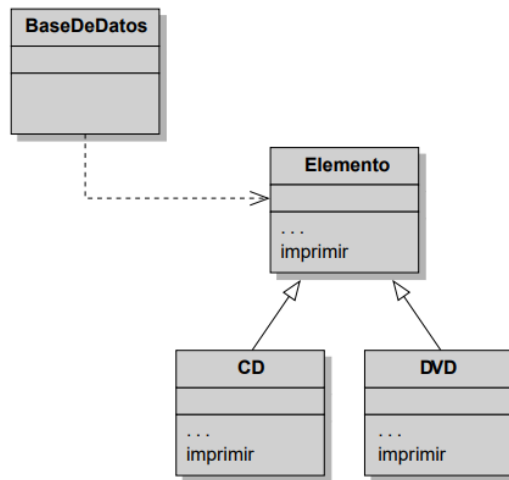 BaseDeDatos
Elemento
. . .
imprimir
CD
. . .
imprimir
DVD
. . .
imprimir